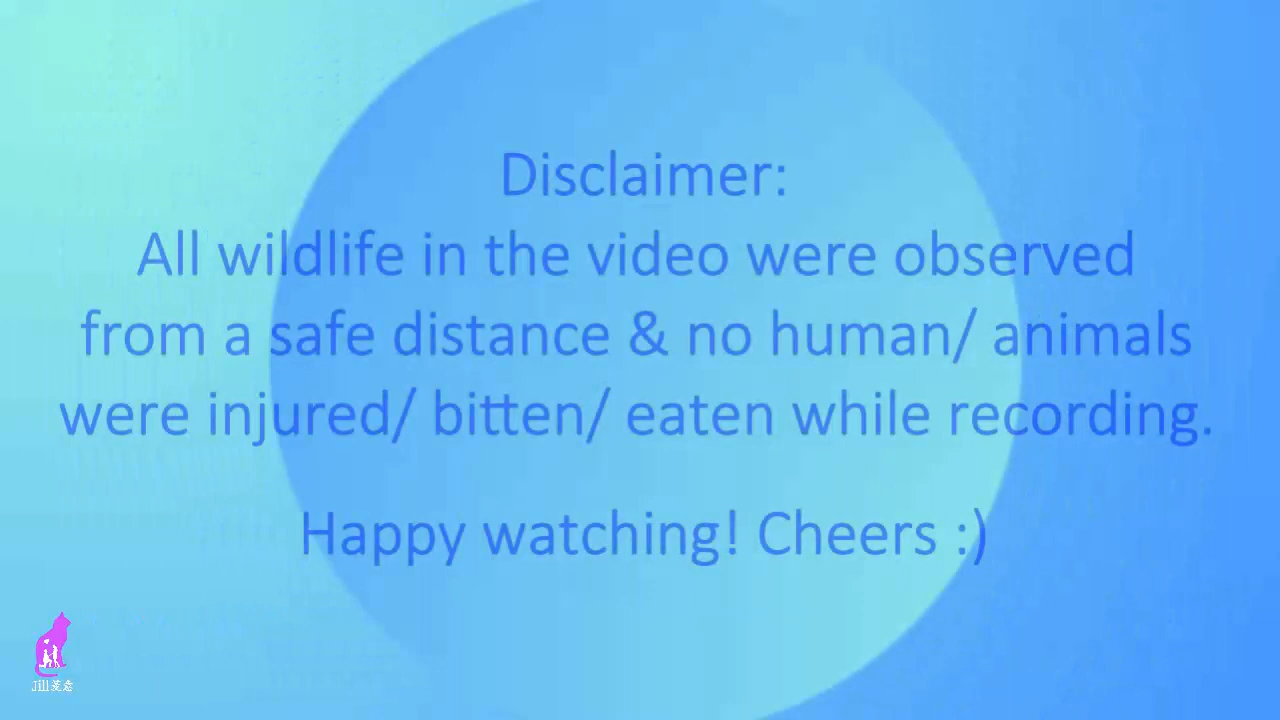 Disclaimer:
All wildlife in the video were observed
from a safe distance & no human/ animals
were injured/ bitten/ eaten while recording.
Happy watching! Cheers :)
Jill